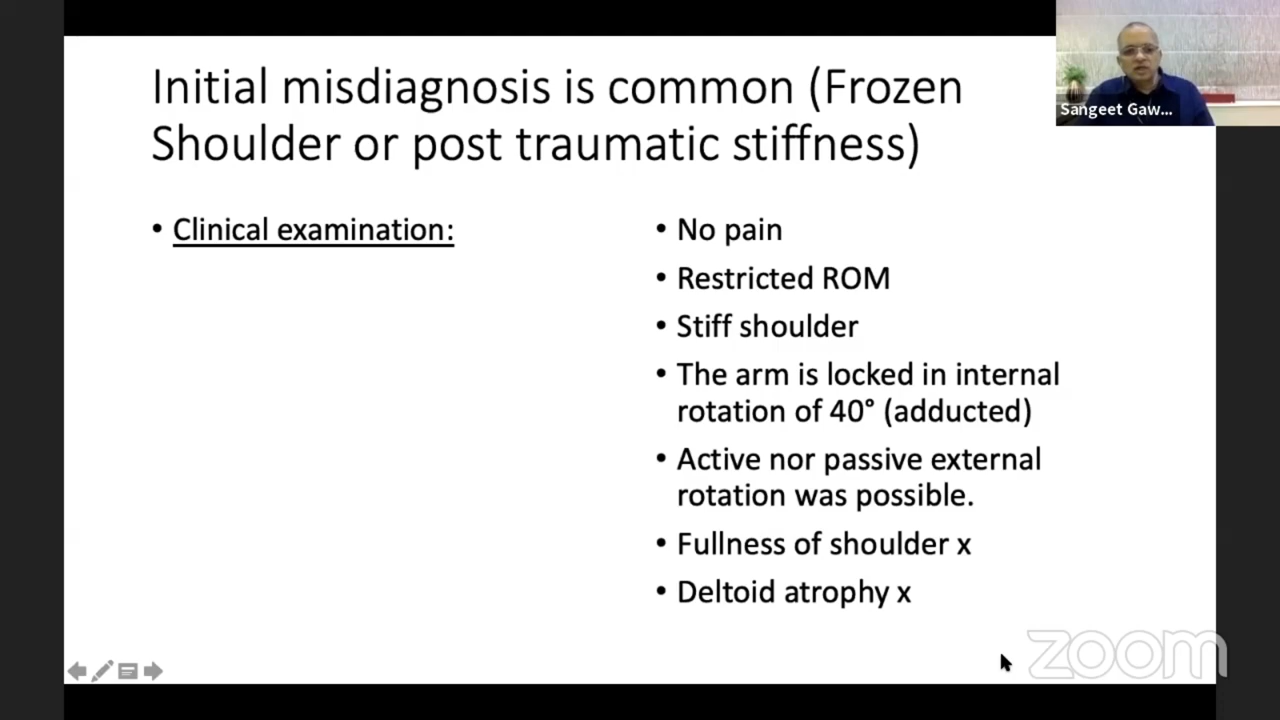 Initial misdiagnosis is common (Frozen
Shoulder or post traumatic stiffness)
Sangeet Gaw...
• Clinical examination:
• No pain
• Restricted ROM
• Stiff shoulder
• The arm is locked in internal
rotation of 40° (adducted)
• Active nor passive external
rotation was possible.
• Fullness of shoulder x
• Deltoid atrophy x
zoom